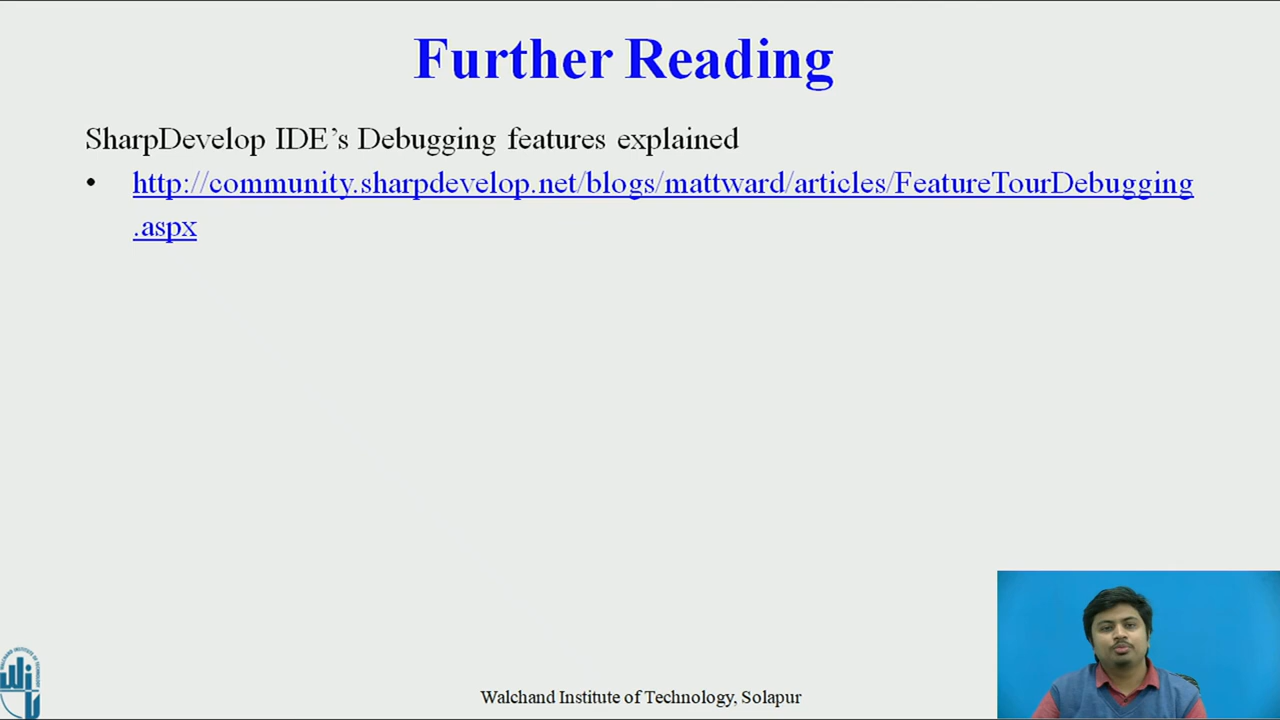 Further Reading
SharpDevelop IDE’s Debugging features explained
• http://community.sharpdevelop.net/blogs/mattward/articles/FeatureTourDebugging
.aspx
Walchand Institute of Technology, Solapur